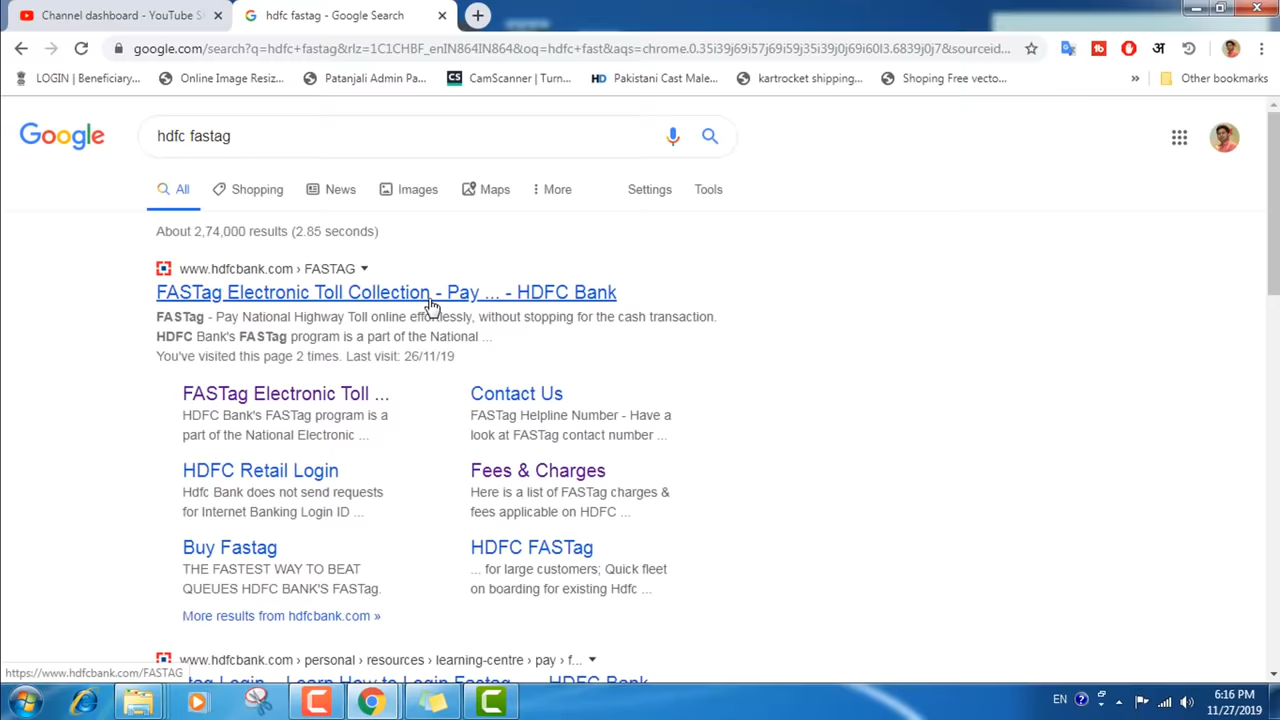 Channel dashboard - YouTube S
hdfc fastag - Google Search
google.com/search?q=hdfc+fastag&rlz=1C1CHBF_enIN864IN864&oq=hdfc+fast&aqs=chrome.0.35i39j69i57j69i59j35i39j0j69i60l3.6839j0j7&sourceid...
LOGIN | Beneficiary...
Online Image Resiz...
Patanjali Admin Pa...
CS CamScanner | Turn...
HD Pakistani Cast Male...
kartrocket shipping...
Shoping Free vecto...
»
Other bookmarks
Google
hdfc fastag
All
Shopping
News
Images
Maps
More
Settings
Tools
About 2,74,000 results (2.85 seconds)
www.hdfcbank.com › FASTAG
FASTag Electronic Toll Collection - Pay ... - HDFC Bank
FASTag - Pay National Highway Toll online effortlessly, without stopping for the cash transaction.
HDFC Bank's FASTag program is a part of the National ...
You've visited this page 2 times. Last visit: 26/11/19
FASTag Electronic Toll ...
HDFC Bank's FASTag program is a
part of the National Electronic ...
Contact Us
FASTag Helpline Number - Have a
look at FASTag contact number ...
HDFC Retail Login
Hdfc Bank does not send requests
for Internet Banking Login ID ...
Fees & Charges
Here is a list of FASTag charges &
fees applicable on HDFC ...
Buy Fastag
THE FASTEST WAY TO BEAT
QUEUES HDFC BANK'S FASTag.
HDFC FASTag
... for large customers; Quick fleet
on boarding for existing Hdfc ...
More results from hdfcbank.com »
www.hdfcbank.com › personal › resources › learning-centre › pay › f...
tag Login - Learn How to Login Fastag ... - HDFC Bank
https://www.hdfcbank.com/FASTAG
EN
6:16 PM
11/27/2019